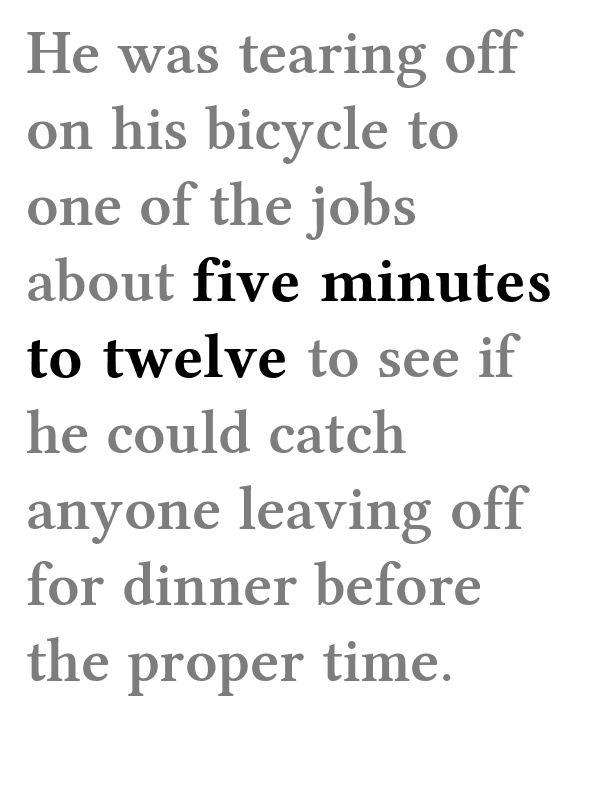 He was tearing off
on his bicycle to
one of the jobs
about five minutes
to twelve to see if
he could catch
anyone leaving off
for dinner before
the proper time.